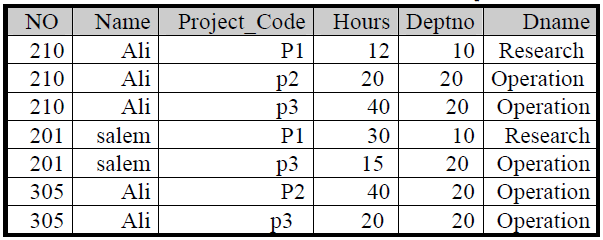 NO Name Project_Code Hours Deptno Dname
210 Ali P1 12 10 Research
210 Ali p2 20 20 Operation
210 Ali p3 40 20 Operation
201 salem P1 30 10 Research
201 salem p3 15 20 Operation
305 Ali P2 40 20 Operation
305 Ali p3 20 20 Operation